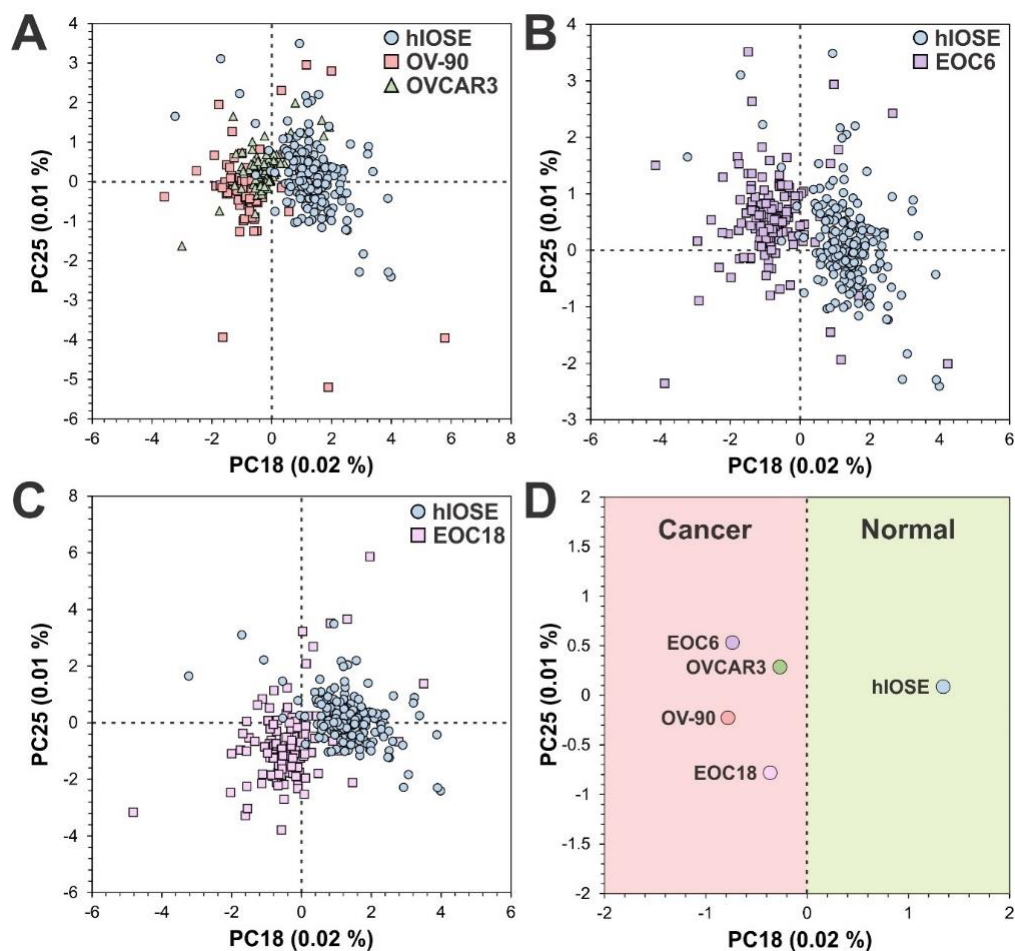 A
hIOSE
OV-90
OVCAR3
4
3
2
1
0
-1
-2
-3
-4
-5
-6
PC25 (0.01 %)
-6 -4 -2 0 2 4 6 8
PC18 (0.02 %)
B
hIOSE
EOC6
4
3
2
1
0
-1
-2
-3
PC25 (0.01 %)
-6 -4 -2 0 2 4 6
PC18 (0.02 %)
C
hIOSE
EOC18
8
6
4
2
0
-2
-4
-6
PC25 (0.01 %)
-6 -4 -2 0 2 4 6
PC18 (0.02 %)
D
Cancer Normal
2
1.5
1
0.5
0
-0.5
-1
-1.5
-2
PC25 (0.01 %)
EOC6
OVCAR3
hIOSE
OV-90
EOC18
-2 -1 0 1 2
PC18 (0.02 %)